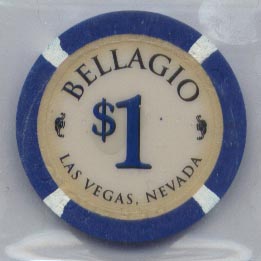 BELLAGIO
$1
LAS VEGAS, NEVADA